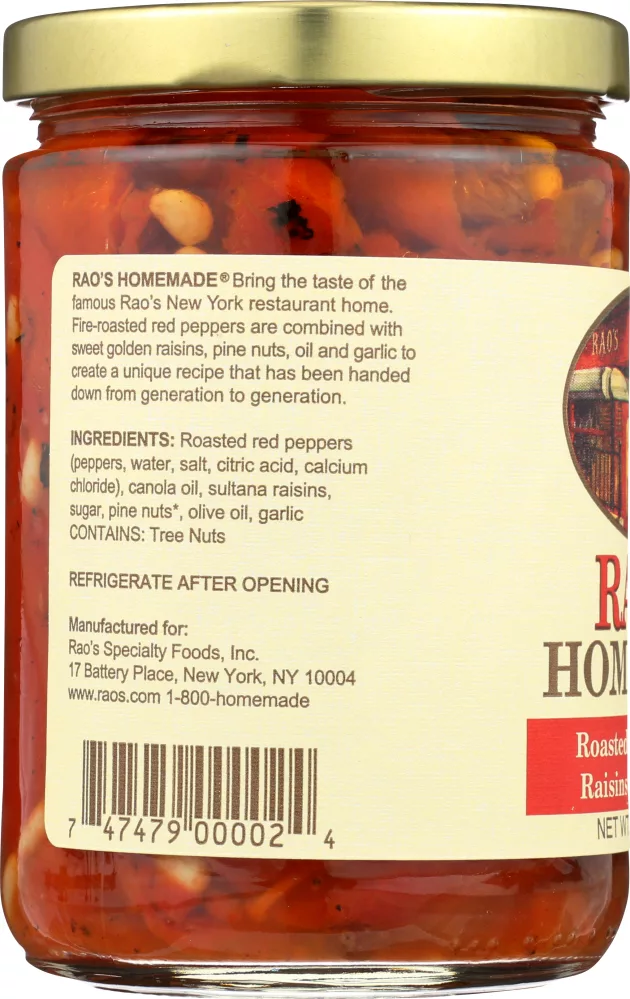 RAO'S HOMEMADE® Bring the taste of the
famous Rao's New York restaurant home.
Fire-roasted red peppers are combined with
sweet golden raisins, pine nuts, oil and garlic to
create a unique recipe that has been handed
down from generation to generation.
INGREDIENTS: Roasted red peppers
(peppers, water, salt, citric acid, calcium
chloride), canola oil, sultana raisins,
sugar, pine nuts*, olive oil, garlic
CONTAINS: Tree Nuts
REFRIGERATE AFTER OPENING
Manufactured for:
Rao's Specialty Foods, Inc.
17 Battery Place, New York, NY 10004
www.raos.com 1-800-homemade
7 47479 00002 4
RAO'S
RA
HOM
Roasted
Raisins
NET W